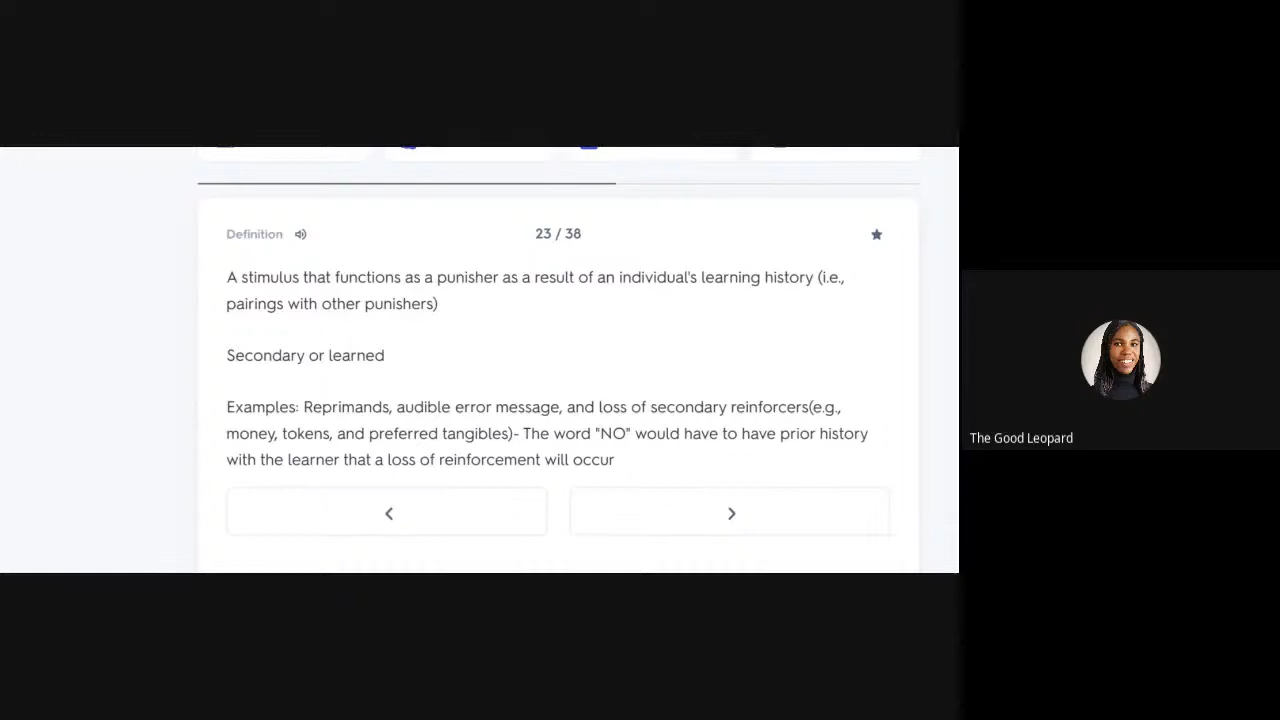 Definition
23 / 38
A stimulus that functions as a punisher as a result of an individual's learning history (i.e.,
pairings with other punishers)
Secondary or learned
Examples: Reprimands, audible error message, and loss of secondary reinforcers(e.g.,
money, tokens, and preferred tangibles)- The word "NO" would have to have prior history
with the learner that a loss of reinforcement will occur
The Good Leopard